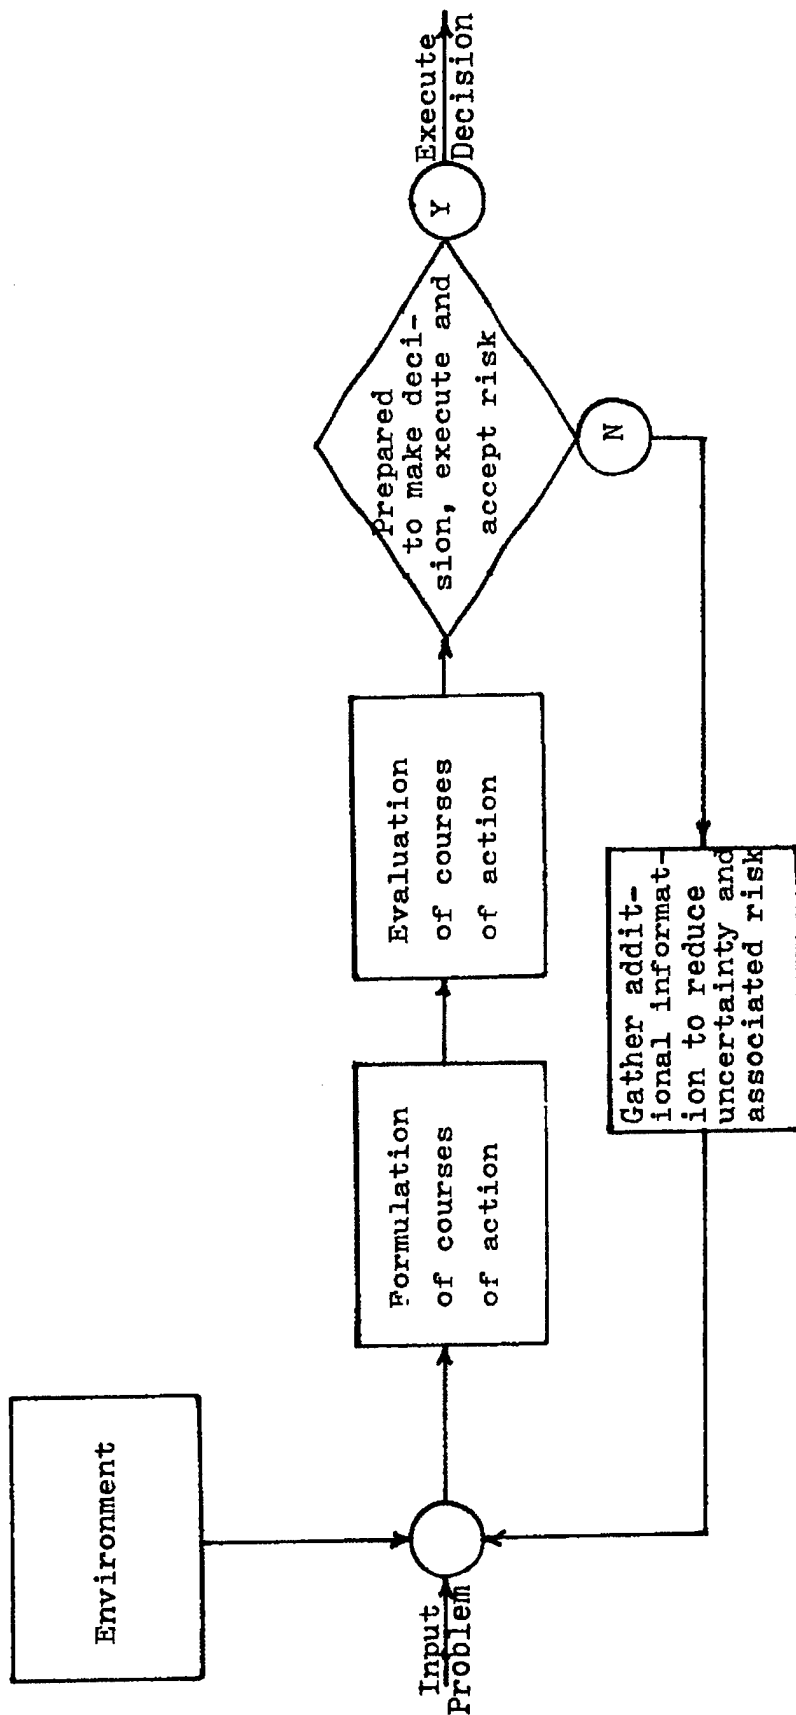 Environment
Input
Problem
Formulation
of courses
of action
Evaluation
of courses
of action
Prepared
to make deci-
sion, execute and
accept risk
Y
Execute
Decision
N
Gather addit-
ional informat-
ion to reduce
uncertainty and
associated risk